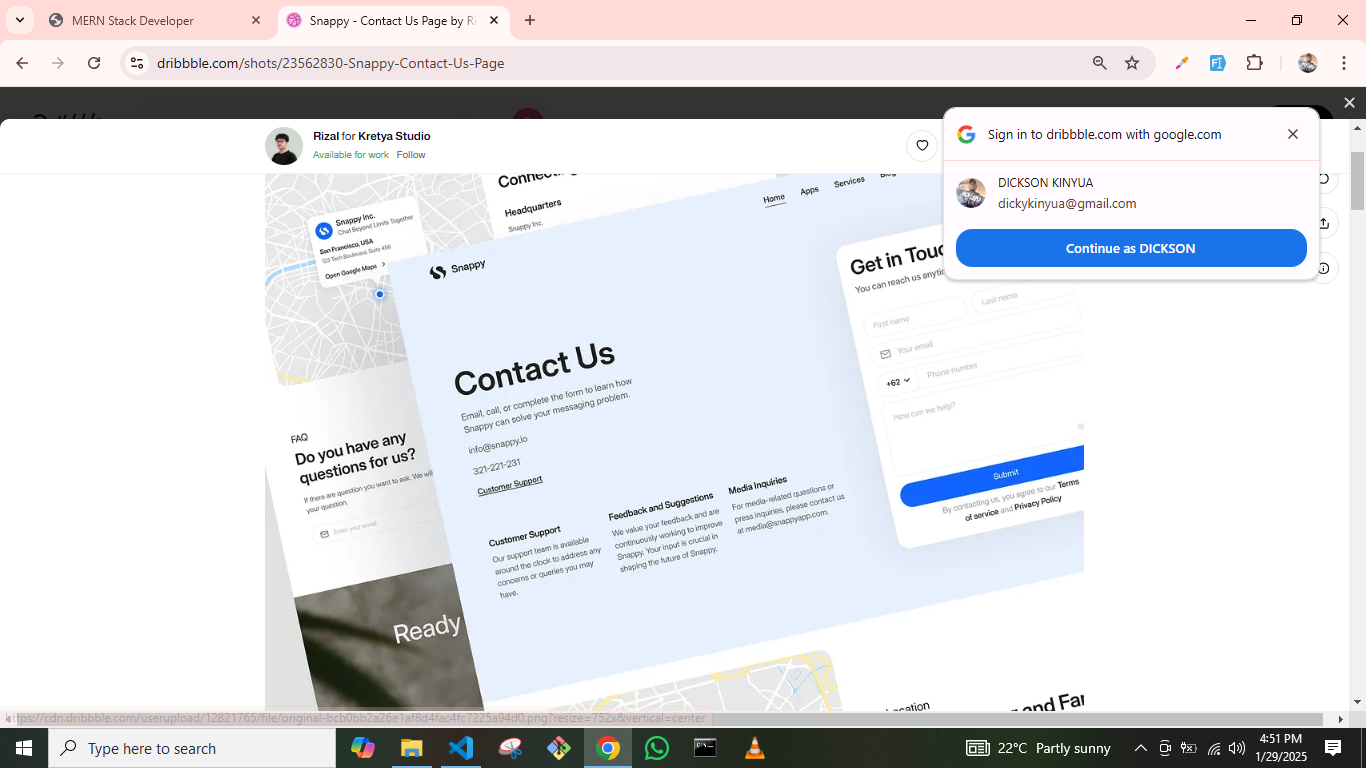 MERN Stack Developer
Snappy - Contact Us Page by Ri
dribbble.com/shots/23562830-Snappy-Contact-Us-Page
Rizal for Kretya Studio
Available for work Follow
Sign in to dribbble.com with google.com
DICKSON KINYUA
dickykinyua@gmail.com
Continue as DICKSON
Headquarters
Snappy Inc.
Home Apps Services
Snappy Inc.
Chat Beyond Limits Together
San Francisco, USA
123 Tech Boulevard, Suite 456
Open Google Maps
Snappy
Contact Us
Email, call, or complete the form to learn how
Snappy can solve your messaging problem.
info@snappy.io
321-221-231
Customer Support
Customer Support
Our support team is available
around the clock to address any
concerns or queries you may
have.
Feedback and Suggestions
We value your feedback and are
continuously working to improve
Snappy. Your input is crucial in
shaping the future of Snappy.
Media Inquiries
For media-related questions or
press inquiries, please contact us
at media@snappyapp.com.
Get in Touc
You can reach us anyti
First name
Last name
Your email
+62
Phone number
How can we help?
Submit
By contacting us, you agree to our Terms
of service and Privacy Policy
FAQ
Do you have any
questions for us?
If there are question you want to ask. We will
your question.
Enter your email
Ready
ocation
and Far
https://cdn.dribbble.com/userupload/12821765/file/original-bcb0bb2a26e1af8d4fac4fc7225a94d0.png?resize=752x&vertical=center
Type here to search
22°C Partly sunny
4:51 PM
1/29/2025